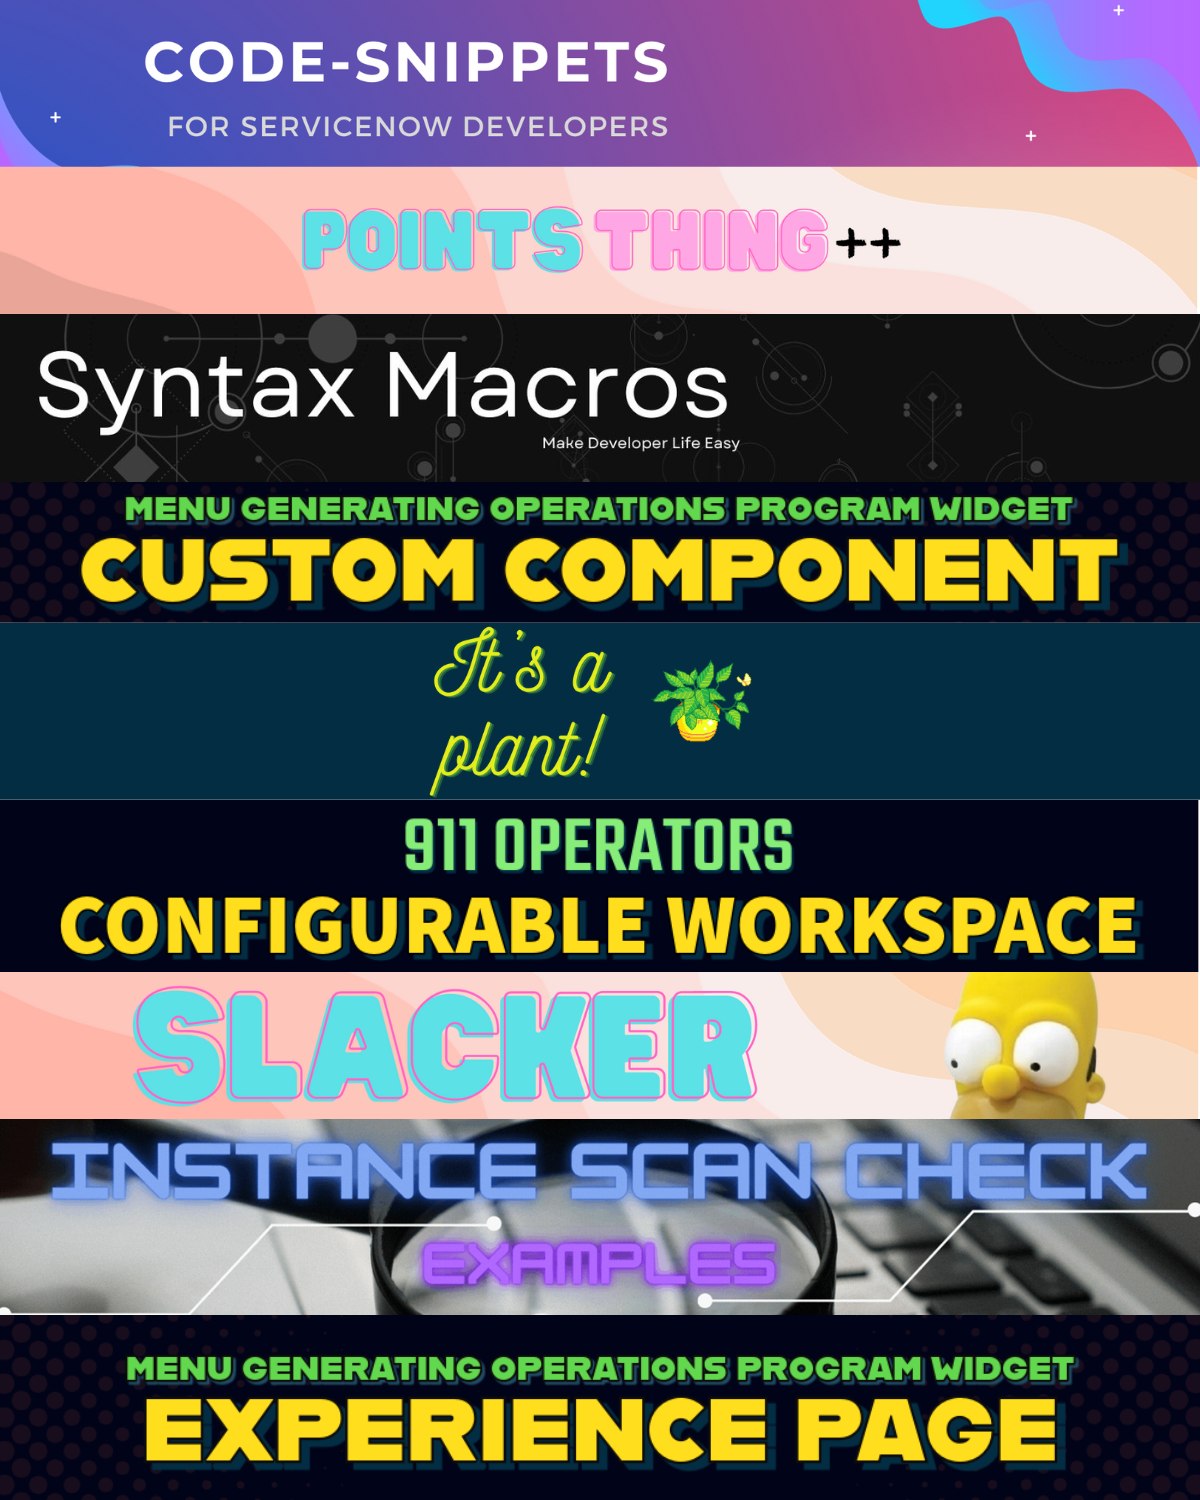 CODE-SNIPPETS
FOR SERVICENOW DEVELOPERS
POINTS THING++
Syntax Macros
Make Developer Life Easy
MENU GENERATING OPERATIONS PROGRAM WIDGET
CUSTOM COMPONENT
It's a
plant!
911 OPERATORS
CONFIGURABLE WORKSPACE
SLACKER
INSTANCE SCAN CHECK
EXAMPLES
MENU GENERATING OPERATIONS PROGRAM WIDGET
EXPERIENCE PAGE